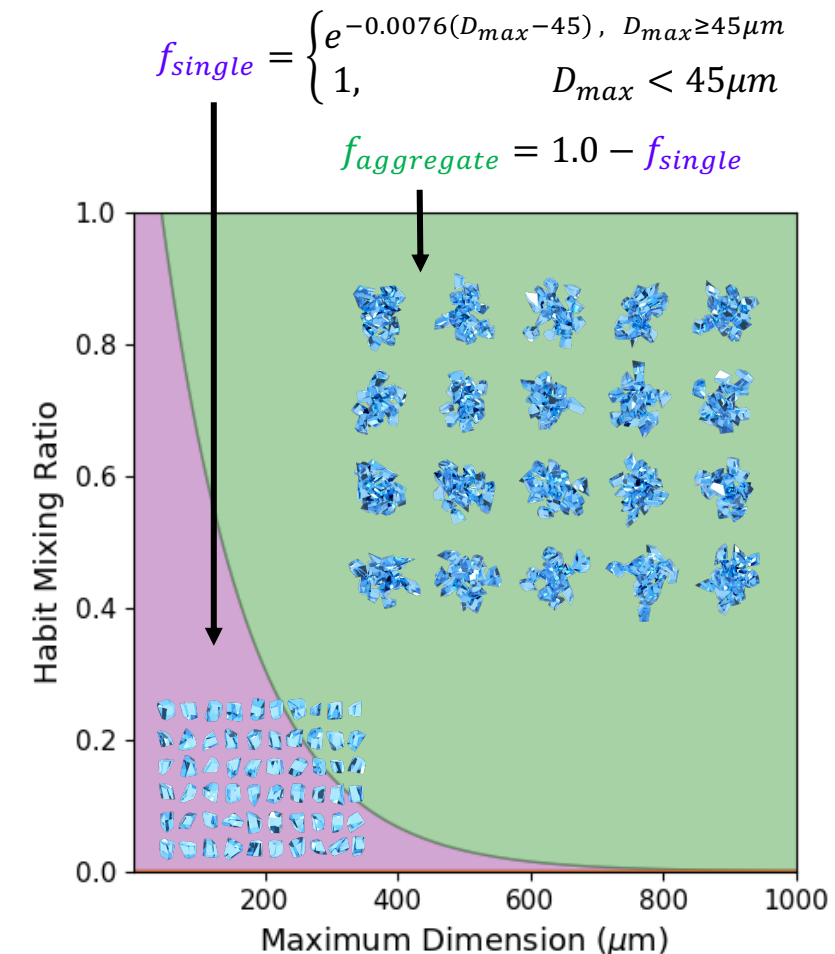 f_single = { e^{-0.0076(D_max-45)}, D_max≥45μm
1, D_max < 45μm
f_aggregate = 1.0 − f_single
1.0
0.8
0.6
0.4
0.2
0.0
Habit Mixing Ratio
200 400 600 800 1000
Maximum Dimension (μm)